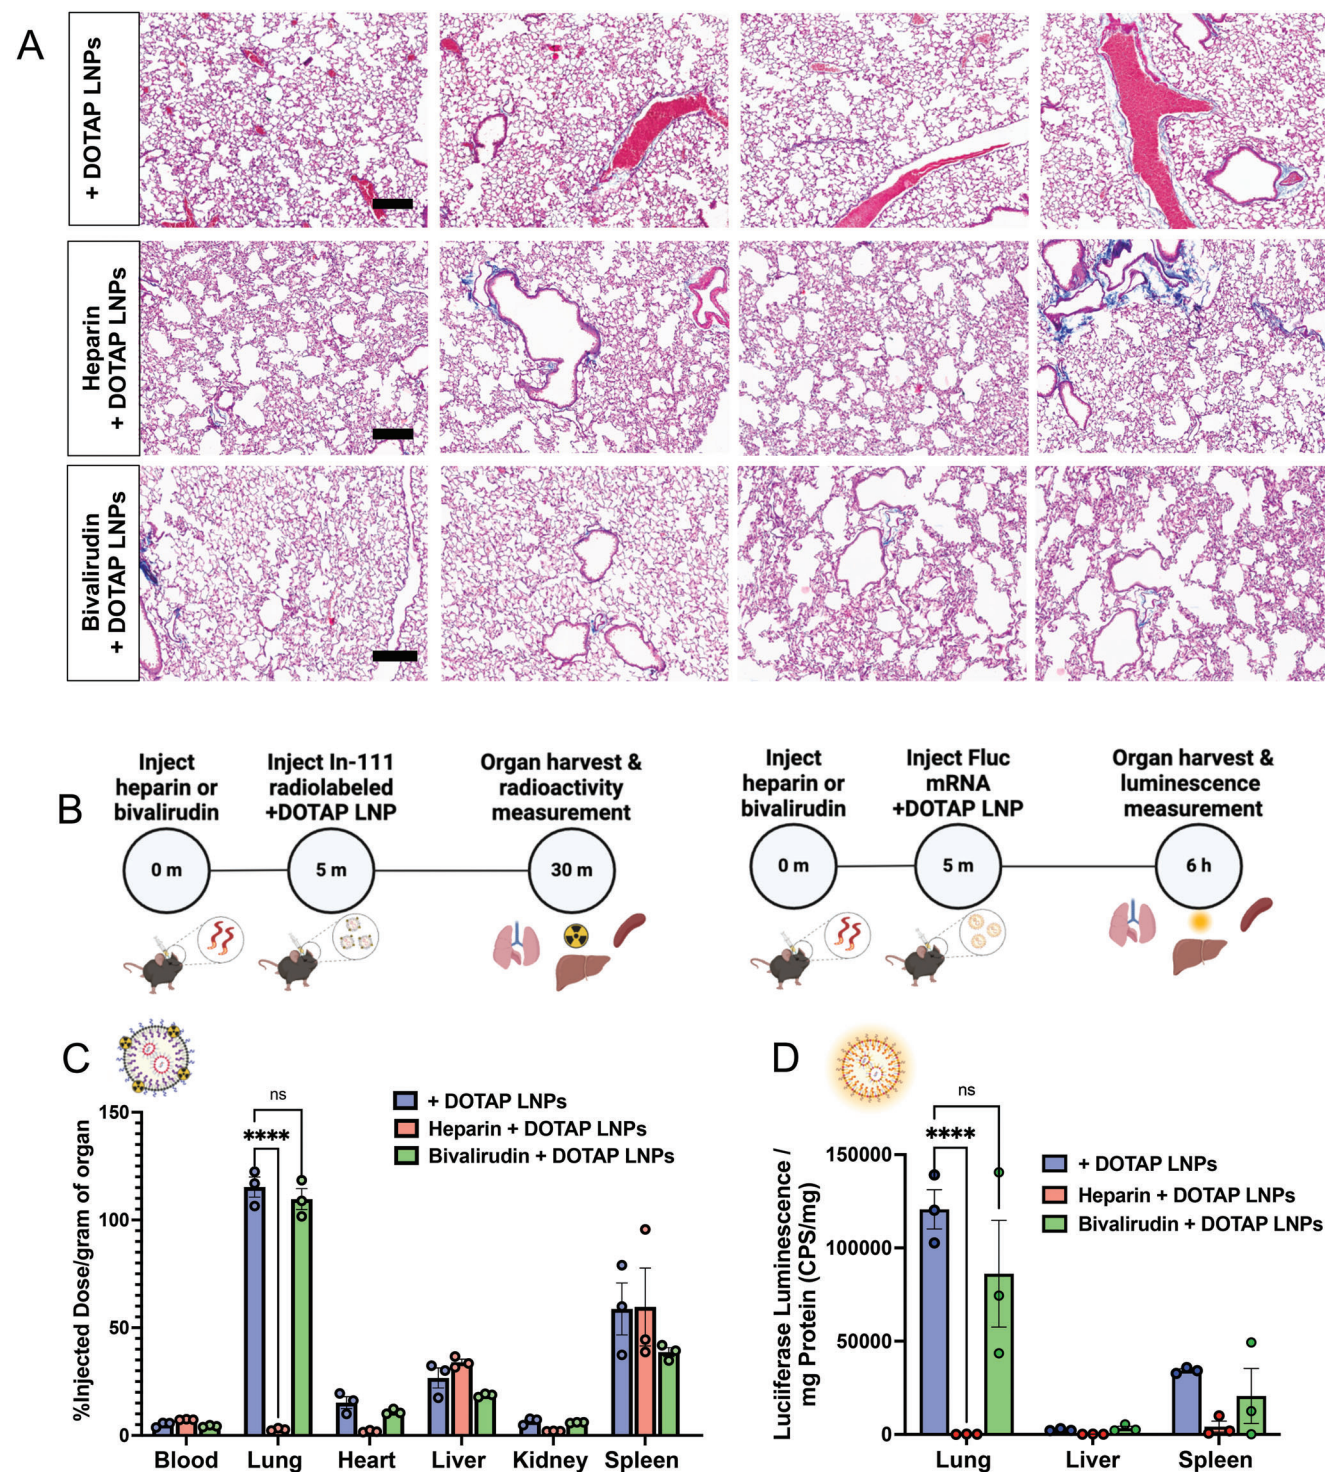 A
+ DOTAP LNPs
Heparin
+ DOTAP LNPs
Bivalirudin
+ DOTAP LNPs
B
Inject
heparin or
bivalirudin
Inject In-111
radiolabeled
+DOTAP LNP
Organ harvest &
radioactivity
measurement
0 m
5 m
30 m
Inject
heparin or
bivalirudin
Inject Fluc
mRNA
+DOTAP LNP
Organ harvest &
luminescence
measurement
0 m
5 m
6 h
C
%Injected Dose/gram of organ
150
100
50
0
ns
****
+ DOTAP LNPs
Heparin + DOTAP LNPs
Bivalirudin + DOTAP LNPs
Blood
Lung
Heart
Liver
Kidney
Spleen
D
Luciiferase Luminescence /
mg Protein (CPS/mg)
150000
100000
50000
0
ns
****
+ DOTAP LNPs
Heparin + DOTAP LNPs
Bivalirudin + DOTAP LNPs
Lung
Liver
Spleen